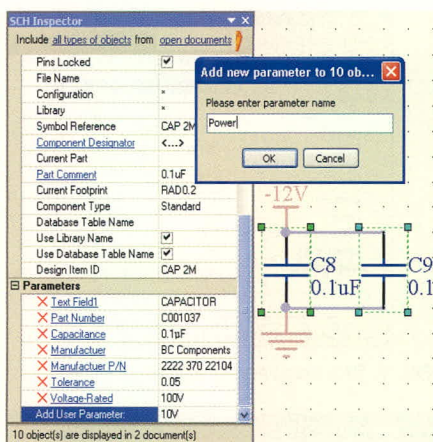 SCH Inspector
Include all types of objects from open documents
Pins Locked
File Name
Configuration *
Library *
Symbol Reference CAP 2M
Component Designator <...>
Current Part
Part Comment 0.1uF
Current Footprint RAD0.2
Component Type Standard
Database Table Name
Use Library Name
Use Database Table Name
Design Item ID CAP 2M
Parameters
Text Field1 CAPACITOR
Part Number C001037
Capacitance 0.1µF
Manufactuer BC Components
Manufactuer P/N 2222 370 22104
Tolerance 0.05
Voltage-Rated 100V
Add User Parameter: 10V
10 object(s) are displayed in 2 document(s)
Add new parameter to 10 ob...
Please enter parameter name
Power
OK Cancel
-12V
C8 C9
0.1uF 0.1